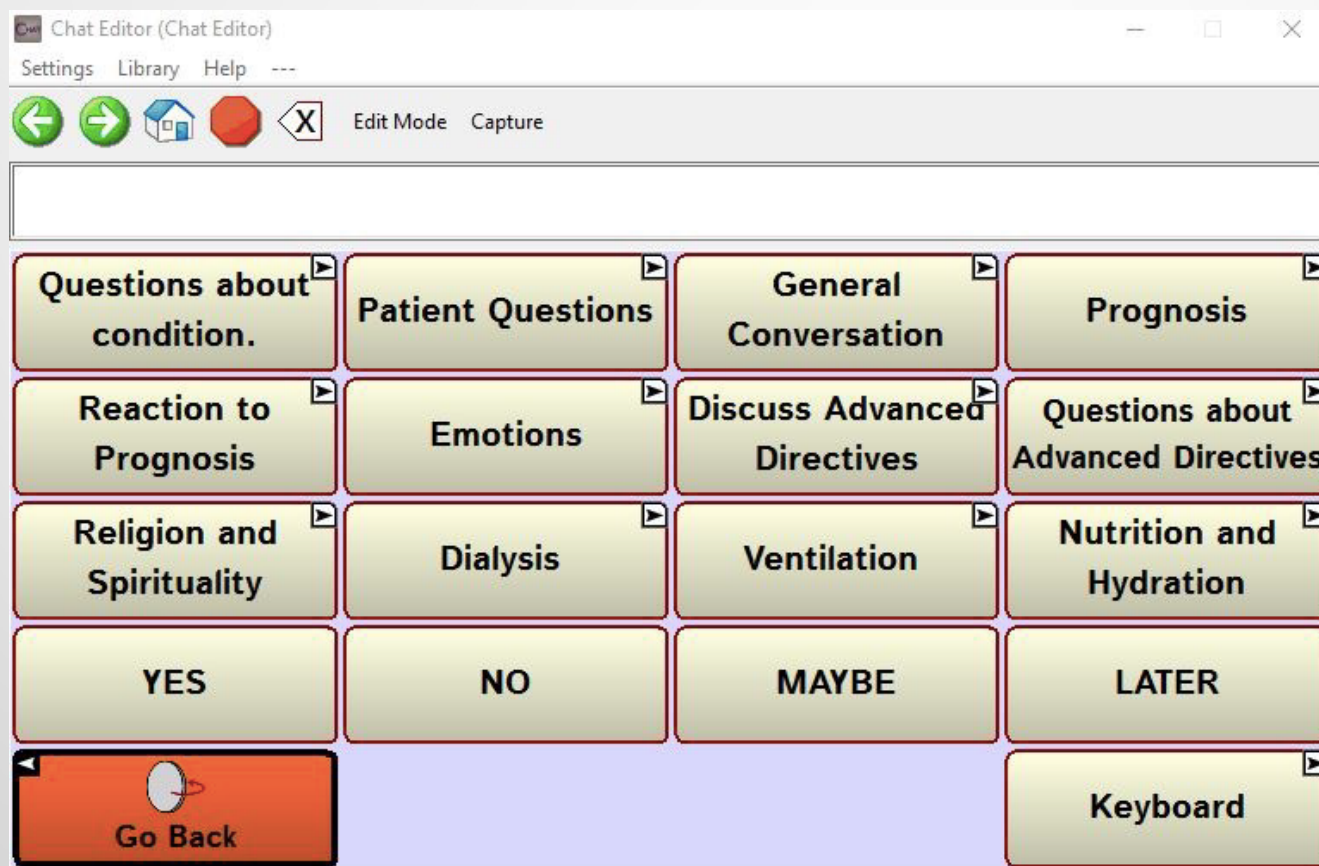 Chat Editor (Chat Editor)
Settings Library Help ---
X Edit Mode Capture
Questions about
condition.
Patient Questions
General
Conversation
Prognosis
Reaction to
Prognosis
Emotions
Discuss Advanced
Directives
Questions about
Advanced Directives
Religion and
Spirituality
Dialysis
Ventilation
Nutrition and
Hydration
YES
NO
MAYBE
LATER
Go Back
Keyboard